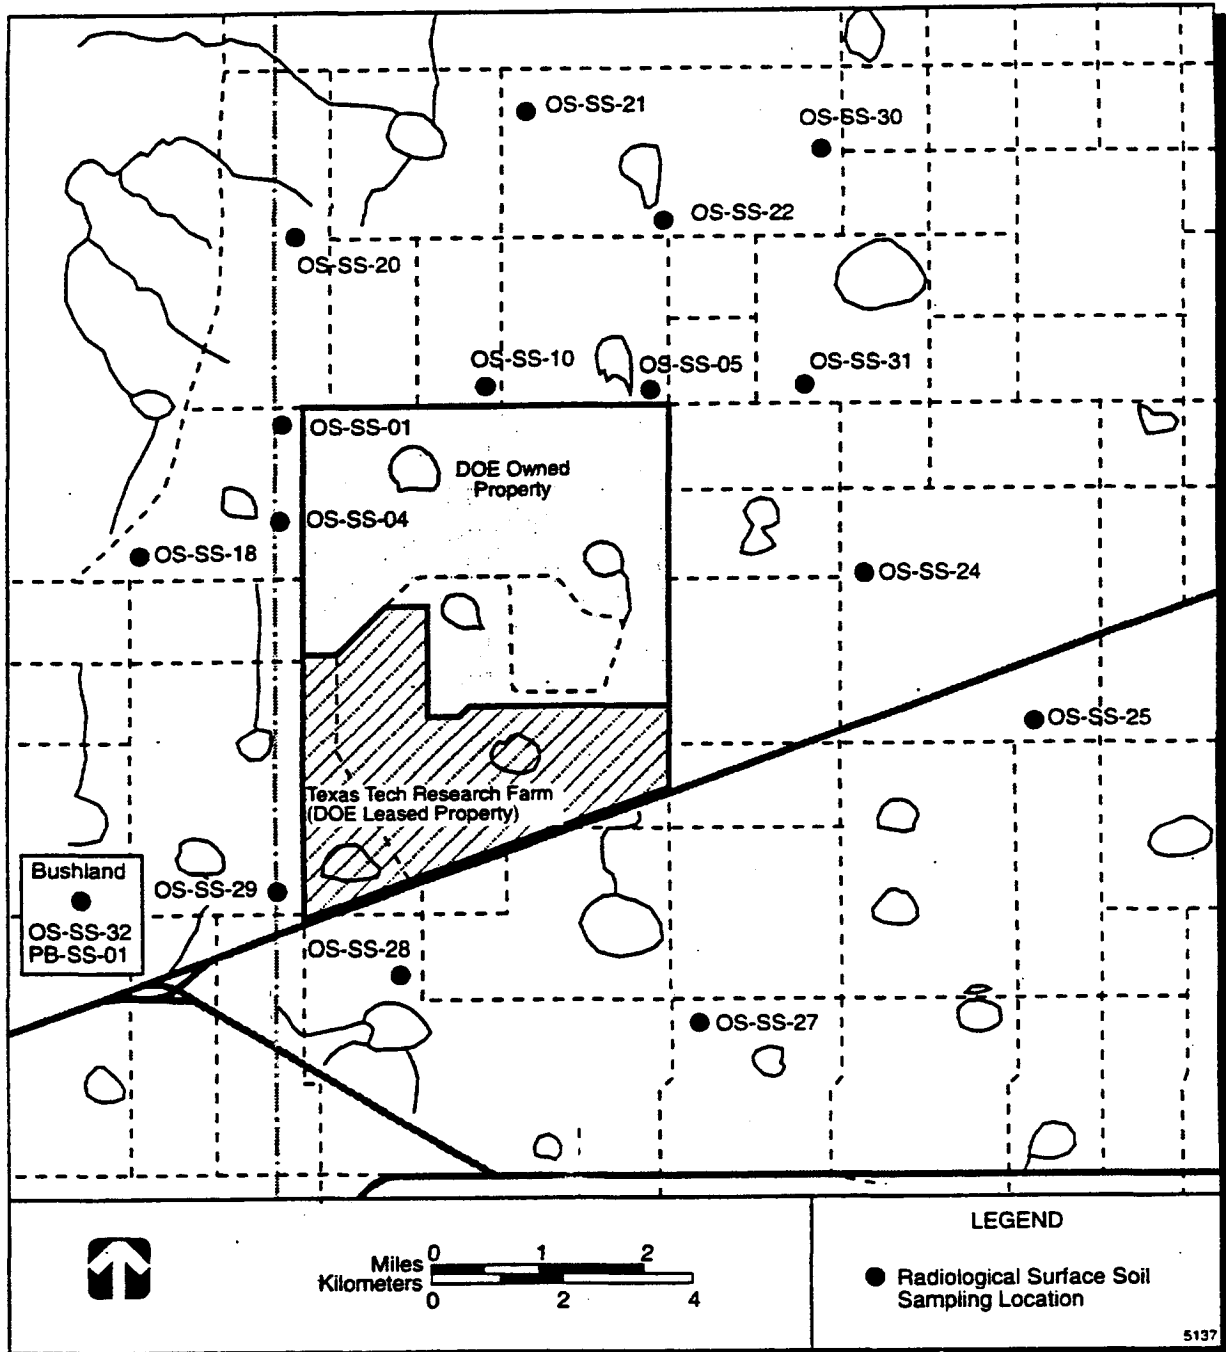 OS-SS-21
OS-SS-30
OS-SS-22
OS-SS-20
OS-SS-10
OS-SS-05
OS-SS-31
OS-SS-01
DOE Owned
Property
OS-SS-04
OS-SS-18
OS-SS-24
OS-SS-25
Texas Tech Research Farm
(DOE Leased Property)
Bushland
OS-SS-32
PB-SS-01
OS-SS-29
OS-SS-28
OS-SS-27
LEGEND
Miles 0 1 2
Kilometers
0 2 4
Radiological Surface Soil
Sampling Location
5137